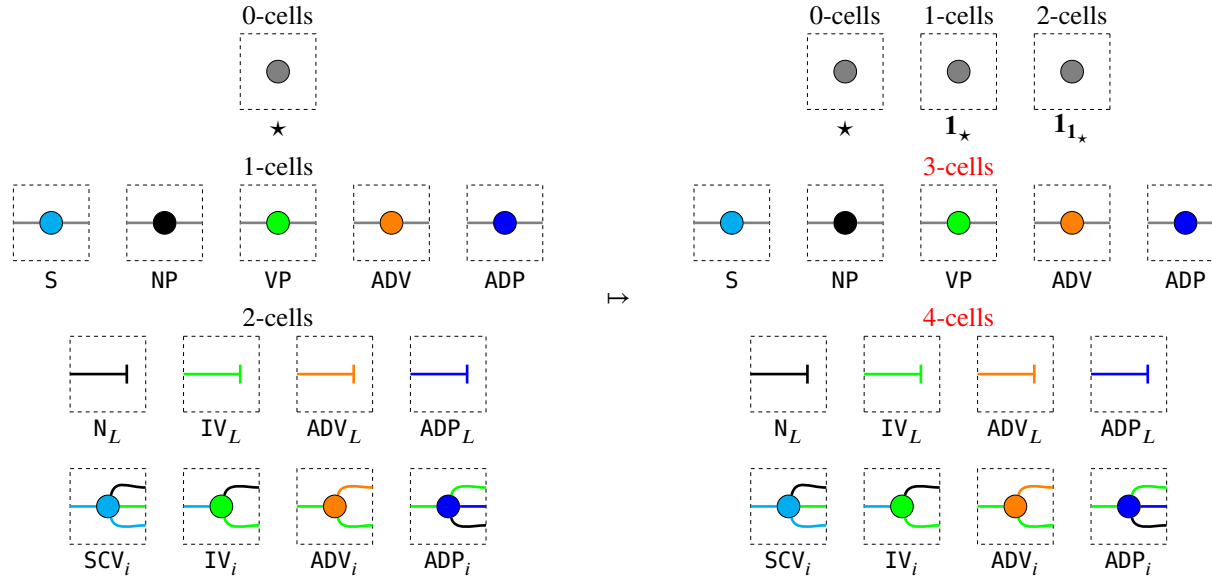 0-cells 0-cells 1-cells 2-cells
⋆ ⋆ 1_⋆ 1_{1_⋆}
1-cells 3-cells
S NP VP ADV ADP S NP VP ADV ADP
↦
2-cells 4-cells
N_L IV_L ADV_L ADP_L N_L IV_L ADV_L ADP_L
SCV_i IV_i ADV_i ADP_i SCV_i IV_i ADV_i ADP_i